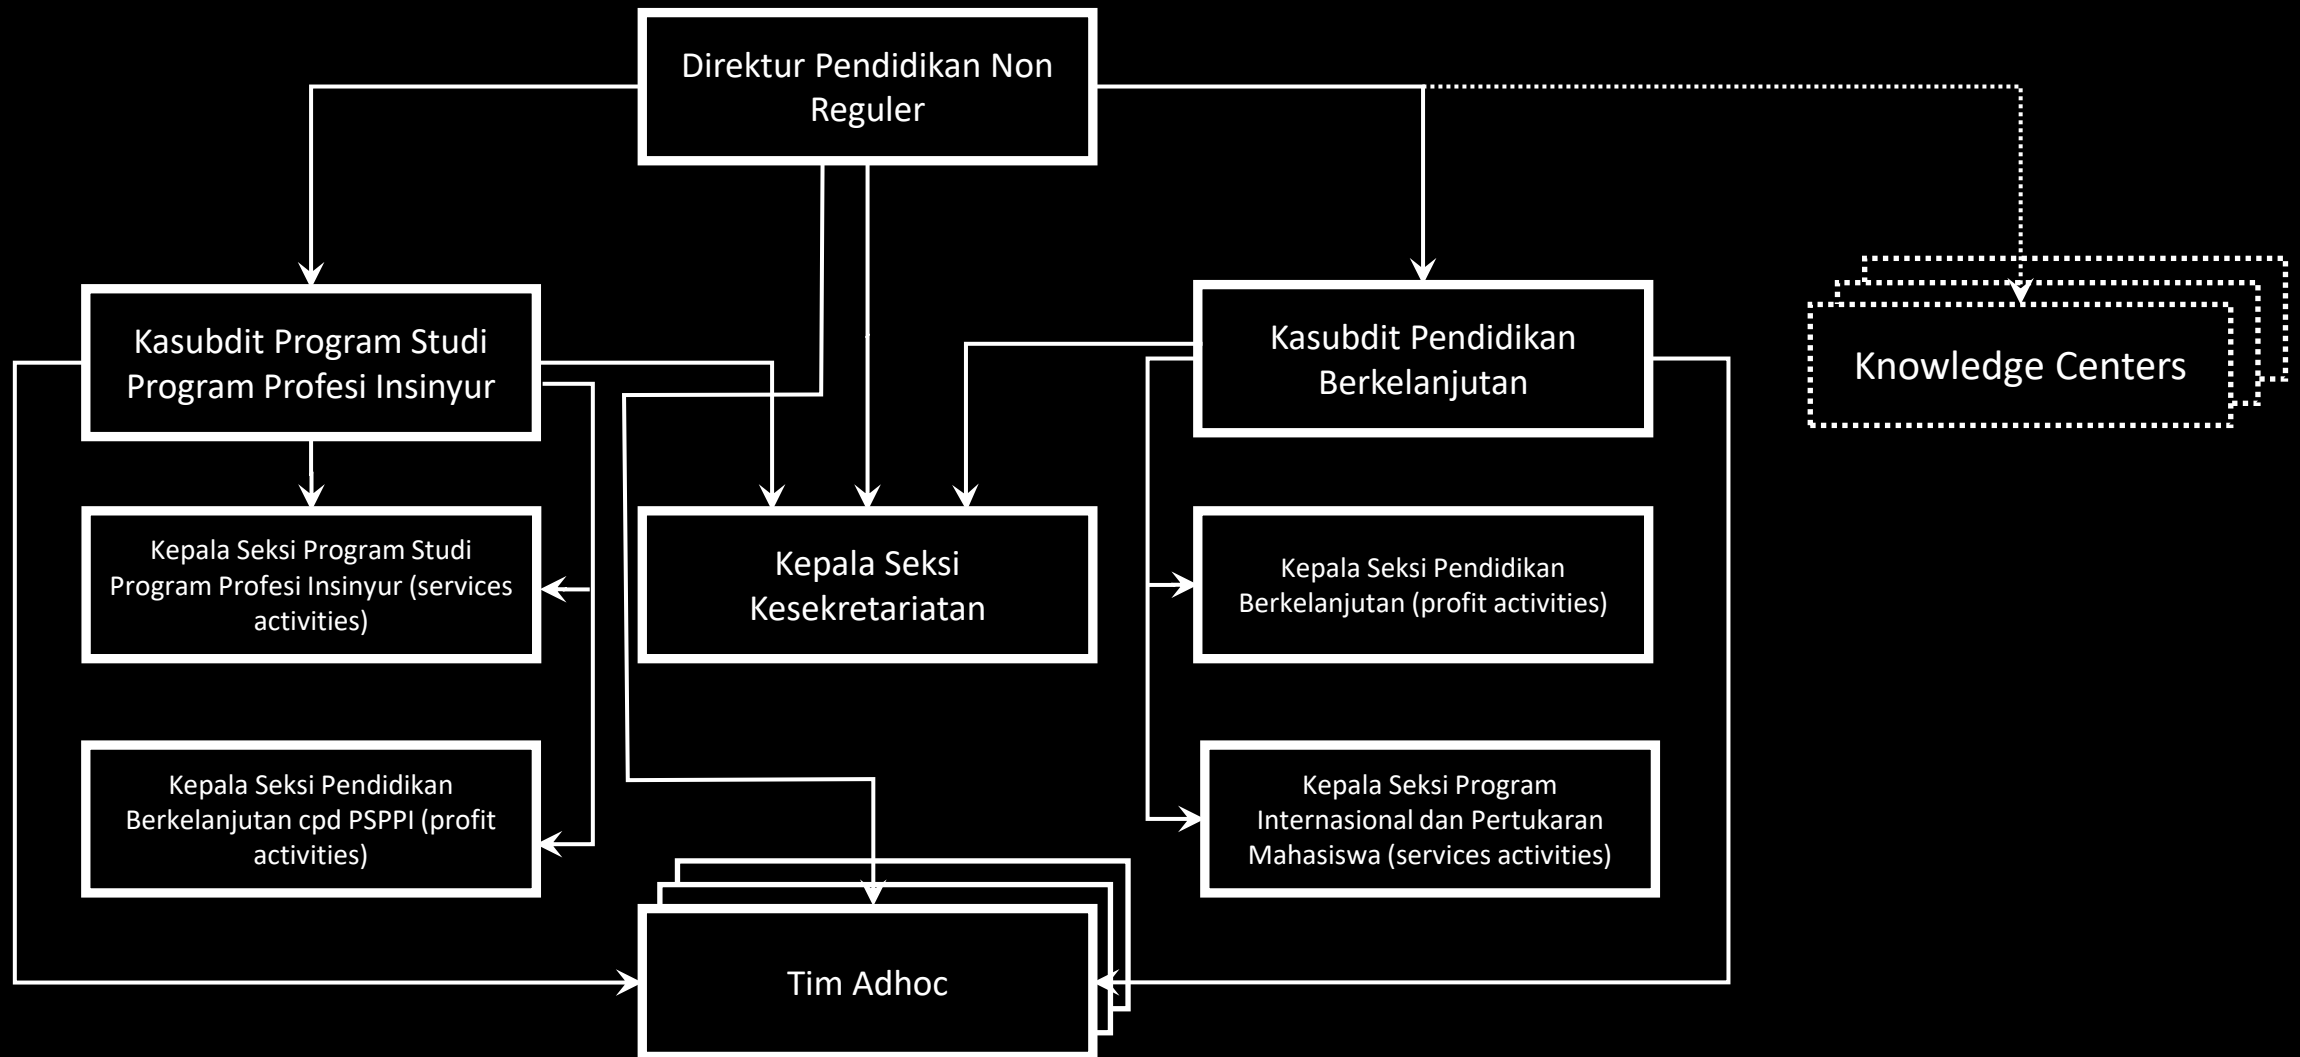 Direktur Pendidikan Non
Reguler
Kasubdit Program Studi
Program Profesi Insinyur
Kasubdit Pendidikan
Berkelanjutan
Knowledge Centers
Kepala Seksi Program Studi
Program Profesi Insinyur (services
activities)
Kepala Seksi
Kesekretariatan
Kepala Seksi Pendidikan
Berkelanjutan (profit activities)
Kepala Seksi Pendidikan
Berkelanjutan cpd PSPPI (profit
activities)
Kepala Seksi Program
Internasional dan Pertukaran
Mahasiswa (services activities)
Tim Adhoc